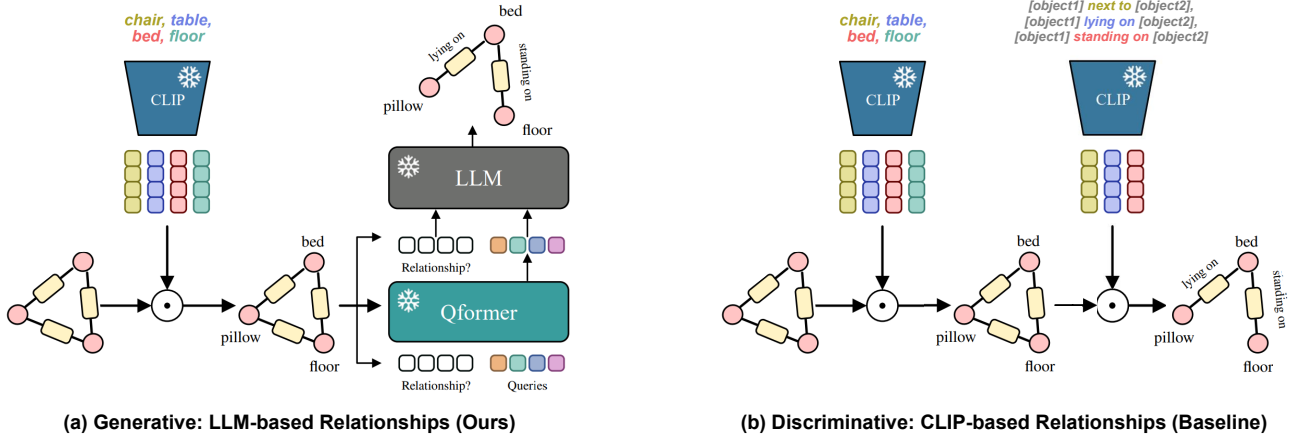 chair, table,
bed, floor
CLIP
bed
lying on
standing on
pillow
floor
LLM
Relationship?
bed
pillow
floor
Qformer
Relationship?
Queries
(a) Generative: LLM-based Relationships (Ours)
chair, table,
bed, floor
CLIP
[object1] next to [object2],
[object1] lying on [object2],
[object1] standing on [object2]
CLIP
bed
pillow
floor
bed
lying on
standing on
pillow
floor
(b) Discriminative: CLIP-based Relationships (Baseline)